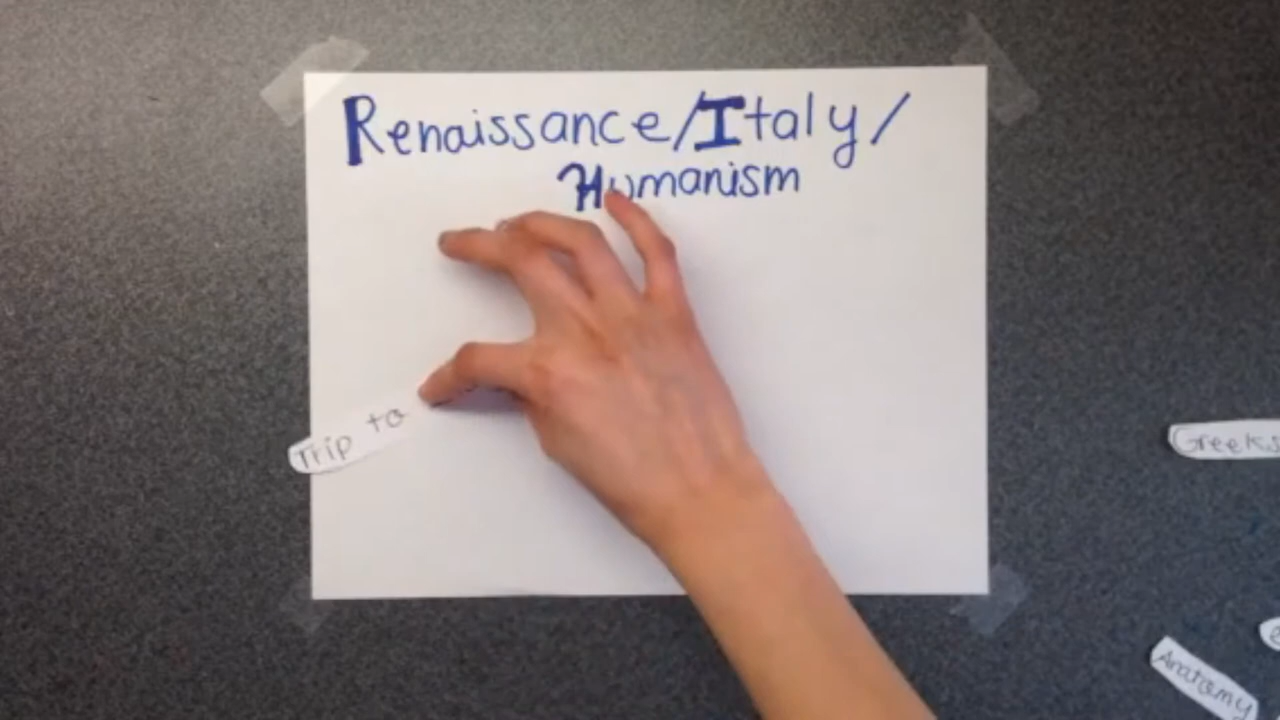 Renaissance/Italy/
Humanism
Trip to
Greeks
Anatomy